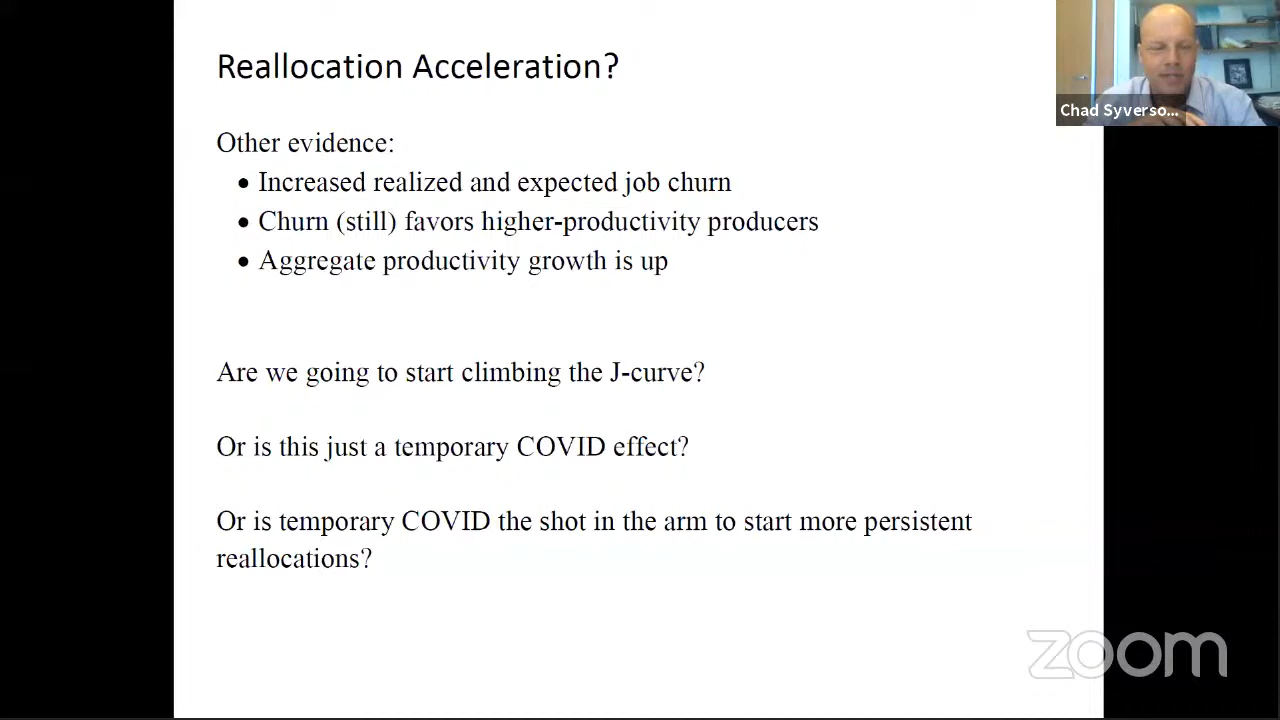 Reallocation Acceleration?
Chad Syverso...
Other evidence:
• Increased realized and expected job churn
• Churn (still) favors higher-productivity producers
• Aggregate productivity growth is up
Are we going to start climbing the J-curve?
Or is this just a temporary COVID effect?
Or is temporary COVID the shot in the arm to start more persistent
reallocations?
zoom